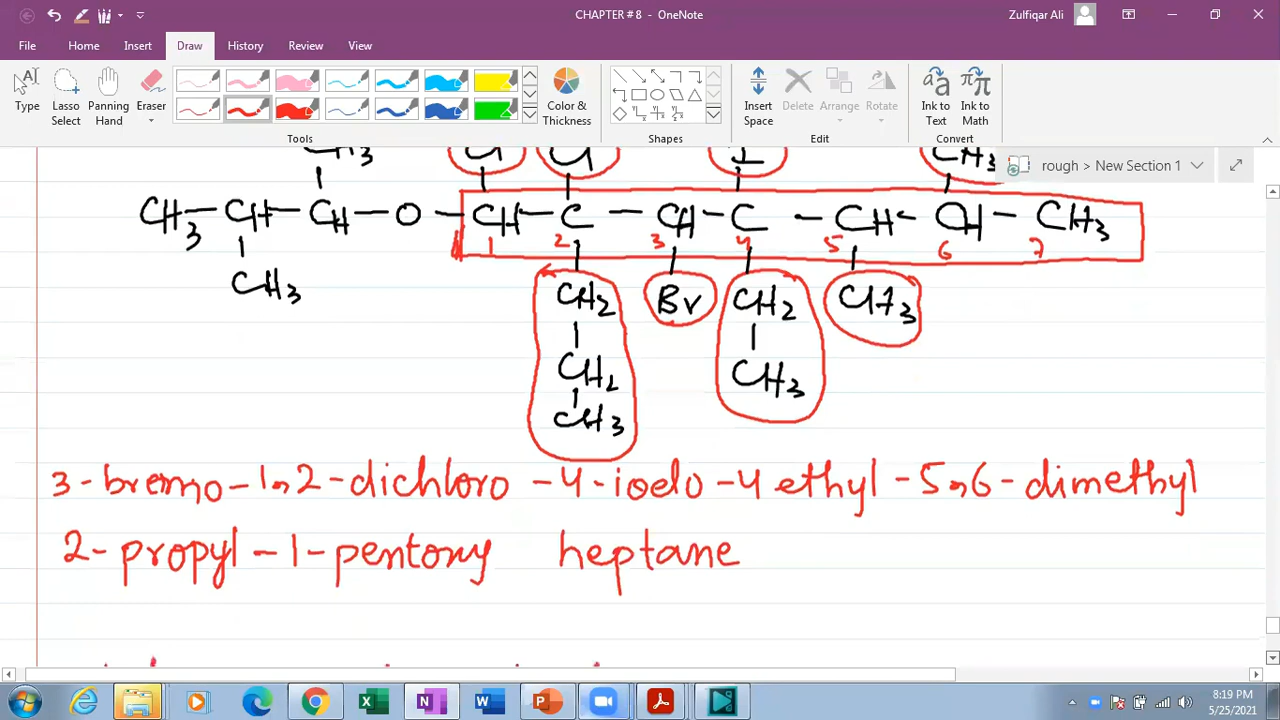 CHAPTER # 8 - OneNote
Zulfiqar Ali
File Home Insert Draw History Review View
Type Lasso Select Panning Hand Eraser Color & Thickness Insert Space Delete Arrange Rotate Ink to Text Ink to Math
Tools Shapes Edit Convert
rough > New Section 1
CH3 Cl Cl I CH3
CH3 - CH - CH - O - CH - C - CH - C - CH - CH - CH3
1 2 3 4 5 6 7
CH3 CH2 Br CH2 CH3
CH2 CH3
CH3
3-bromo-1,2-dichloro-4-iodo-4 ethyl-5,6-dimethyl
2-propyl-1-pentoxy heptane
8:19 PM
5/25/2021